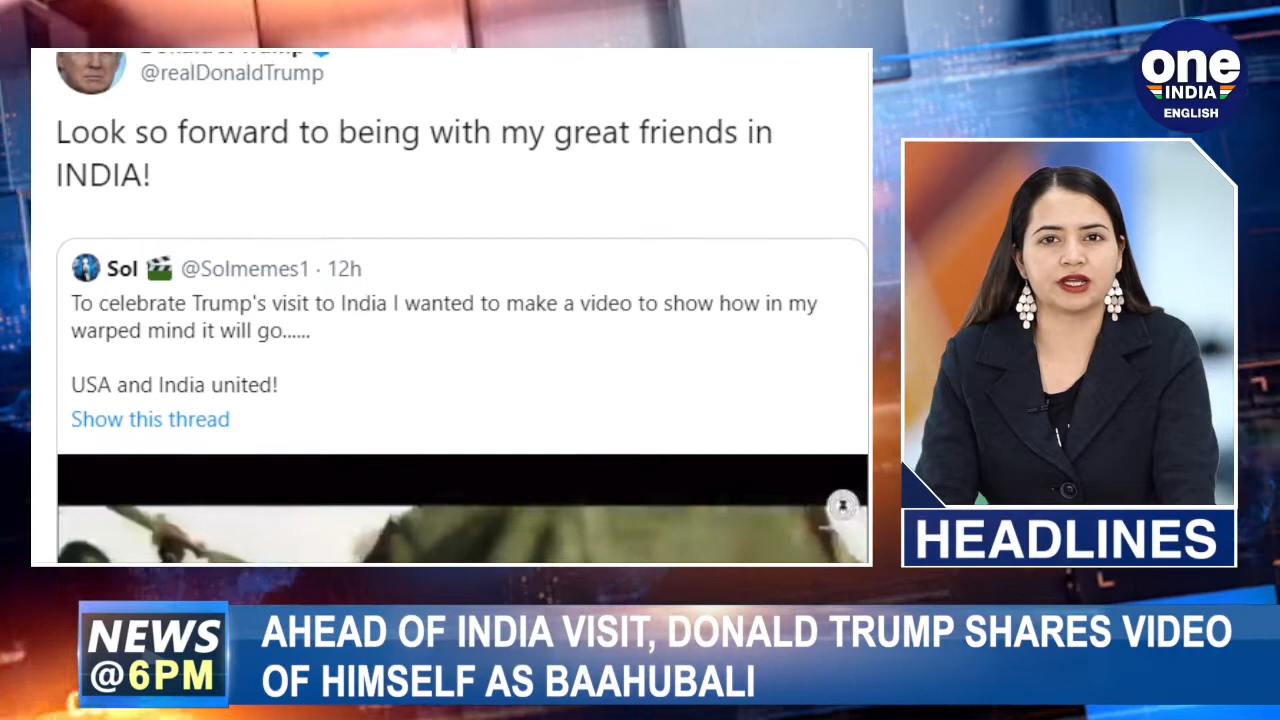 @realDonaldTrump
Look so forward to being with my great friends in
INDIA!
Sol @Solmemes1 · 12h
To celebrate Trump's visit to India I wanted to make a video to show how in my
warped mind it will go......
USA and India united!
Show this thread
one
INDIA
ENGLISH
HEADLINES
NEWS
@6PM
AHEAD OF INDIA VISIT, DONALD TRUMP SHARES VIDEO
OF HIMSELF AS BAAHUBALI